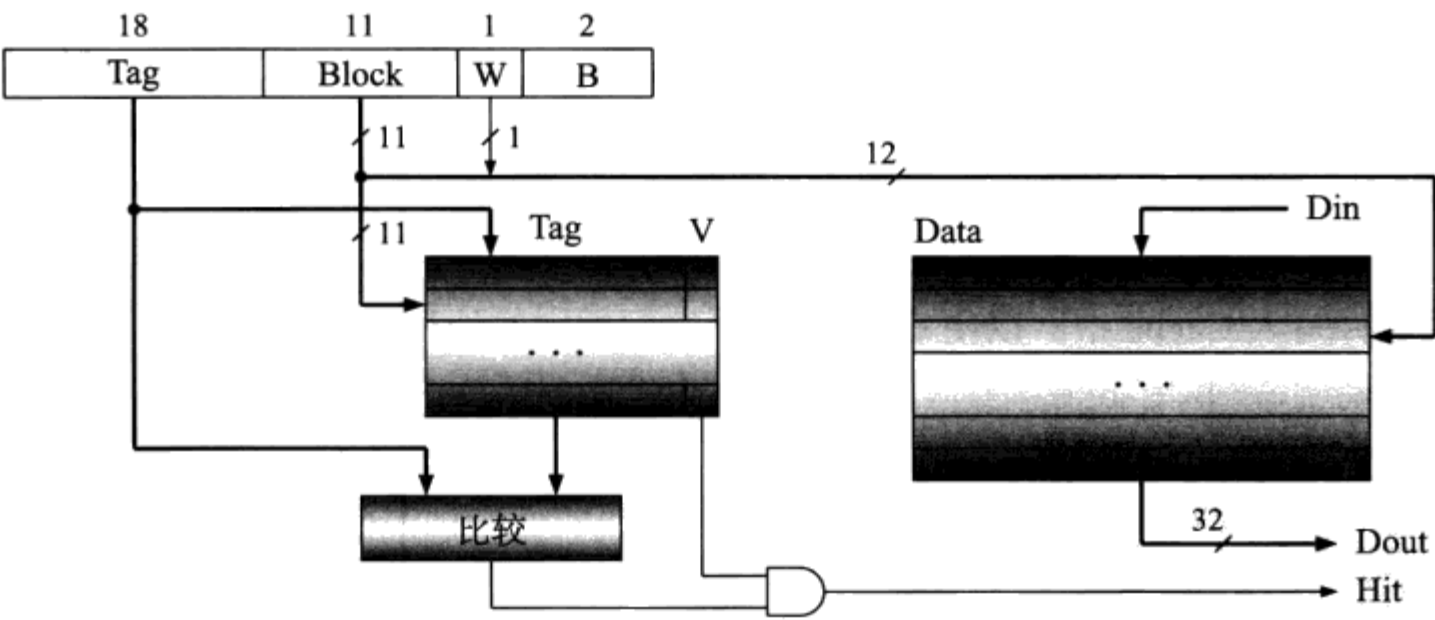 18 11 1 2
Tag Block W B
11 1
12
11
Tag V Data Din
... ...
比较
32
Dout
Hit